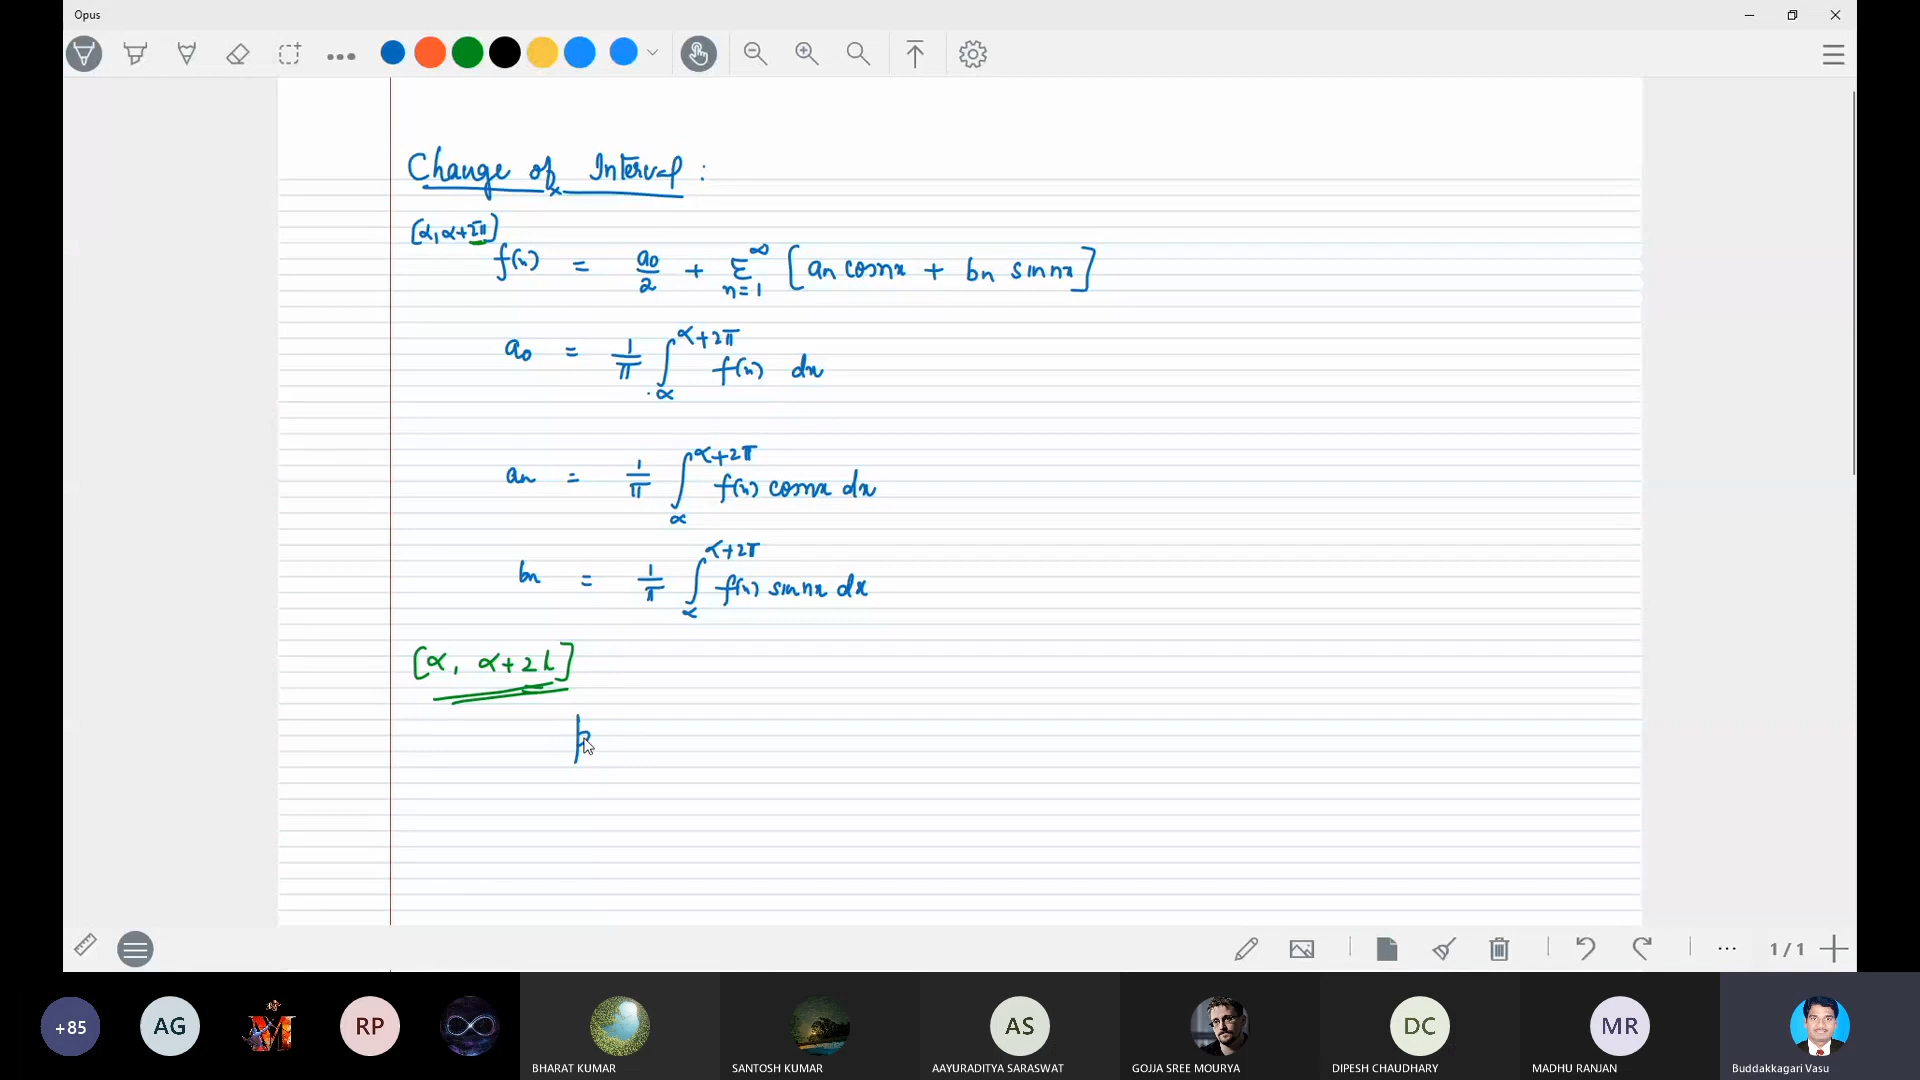 Opus
Change of Interval :
[α, α+2π]
f(x) = a0/2 + Σ n=1 ∞ [an cosnx + bn sinnx]
a0 = 1/π ∫ α α+2π f(x) dx
an = 1/π ∫ α α+2π f(x) cosnx dx
bn = 1/π ∫ α α+2π f(x) sinnx dx
[α, α+2l]
1 / 1
+85
AG
M
RP
AS
DC
MR
BHARAT KUMAR
SANTOSH KUMAR
AAYURADITYA SARASWAT
GOJJA SREE MOURYA
DIPESH CHAUDHARY
MADHU RANJAN
Buddakkagari Vasu